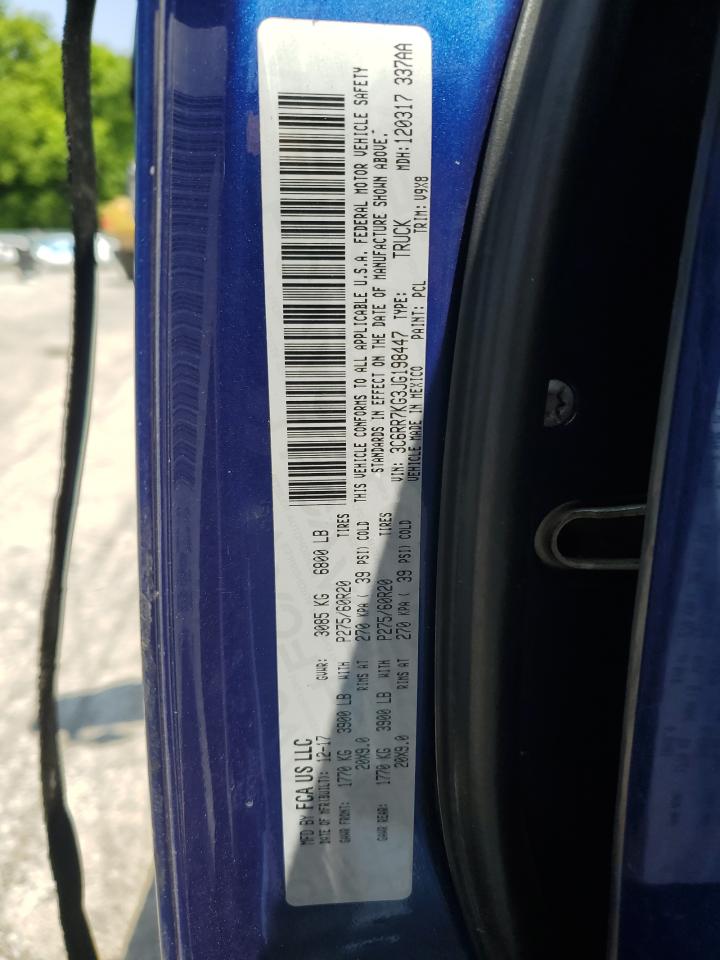 MFD BY FCA US LLC
DATE OF MFR(BUILT): 12-17 GVWR: 3085 KG 6800 LB
GAWR FRONT: 1770 KG 3900 LB WITH P275/60R20 TIRES
20X9.0 RIMS AT 270 KPA ( 39 PSI) COLD
GAWR REAR: 1770 KG 3900 LB WITH P275/60R20 TIRES
20X9.0 RIMS AT 270 KPA ( 39 PSI) COLD
THIS VEHICLE CONFORMS TO ALL APPLICABLE U.S.A. FEDERAL MOTOR VEHICLE SAFETY
STANDARDS IN EFFECT ON THE DATE OF MANUFACTURE SHOWN ABOVE."
VIN: 3C6RR7KG3JG198447 TYPE: TRUCK MDH: 120317 337AA
VEHICLE MADE IN MEXICO PAINT: PCL TRIM: V9X8